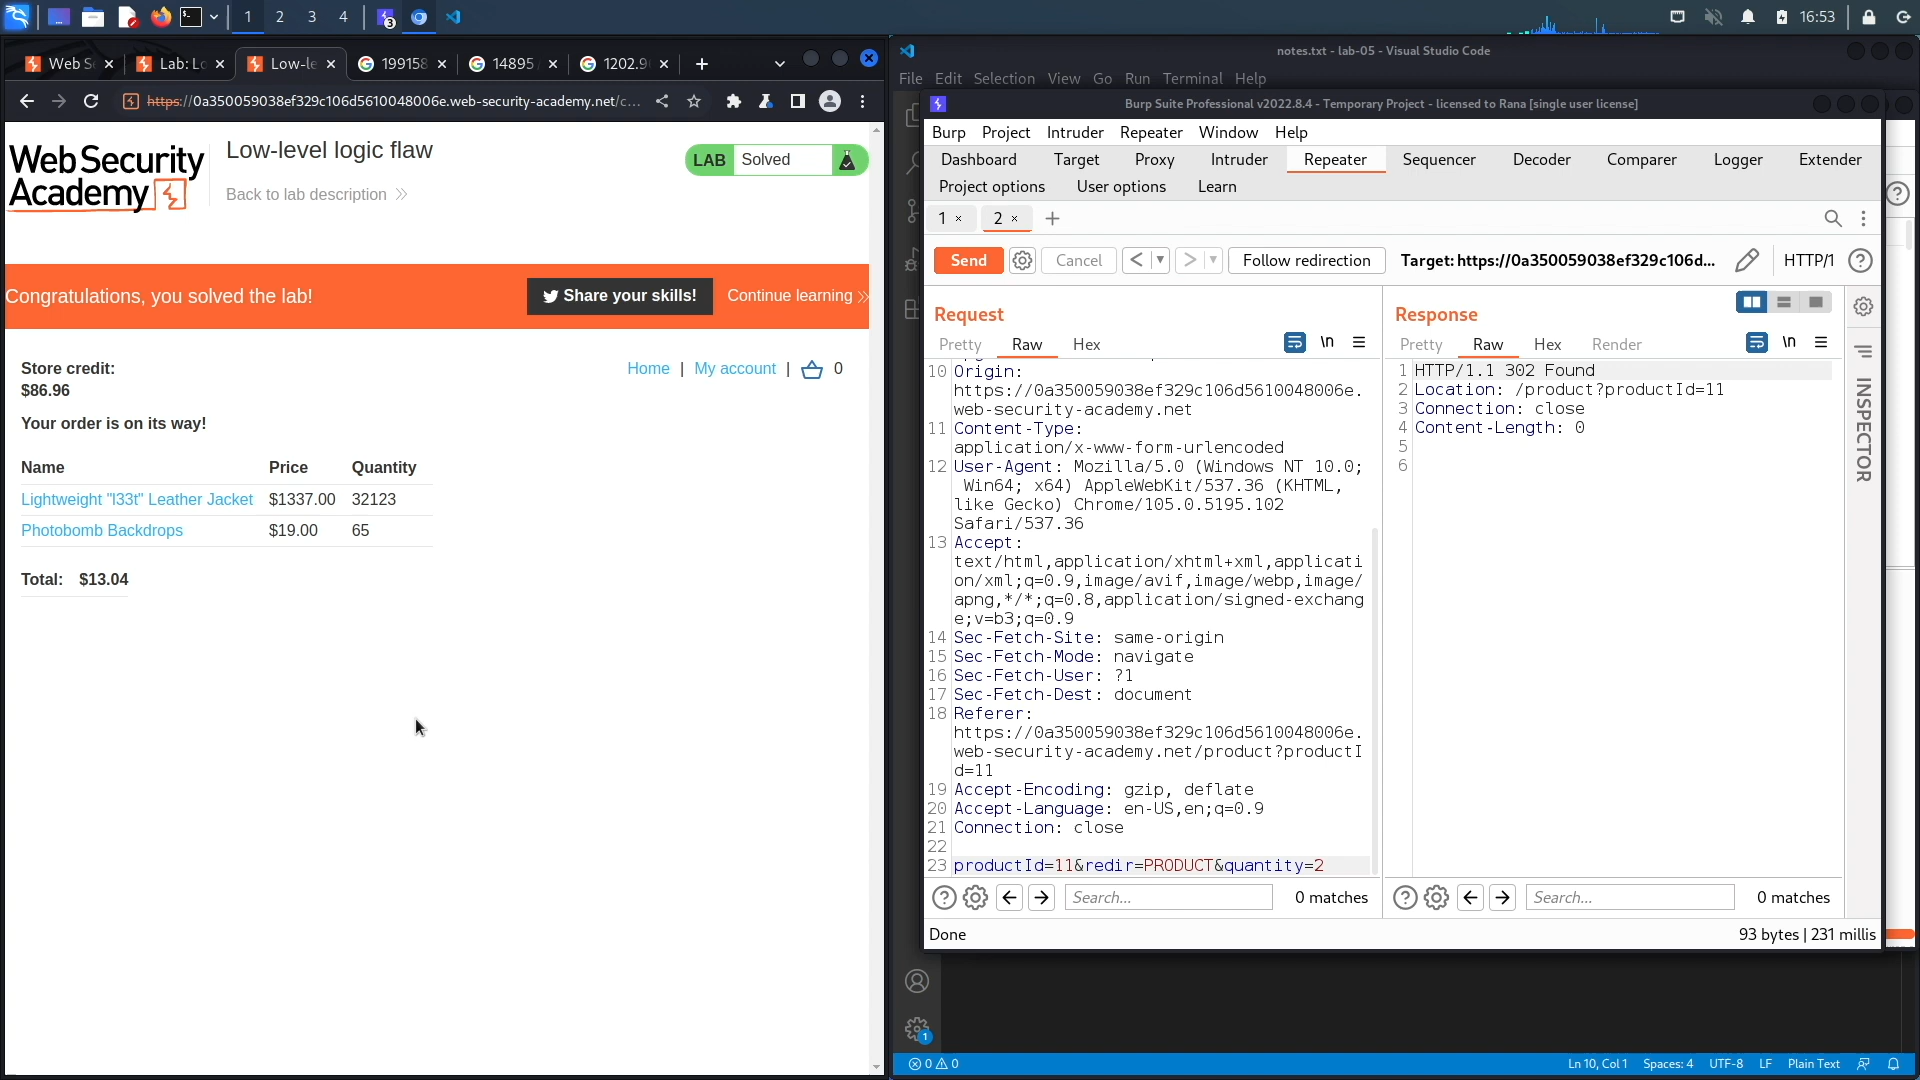 1 2 3 4 3 16:53
Web S Lab: Lo Low-le 199158 14895 1202.9
https://0a350059038ef329c106d5610048006e.web-security-academy.net/c...
Web Security
Academy
Low-level logic flaw
Back to lab description
LAB Solved
Congratulations, you solved the lab!
Share your skills!
Continue learning
Store credit:
$86.96
Home | My account | 0
Your order is on its way!
Name Price Quantity
Lightweight "l33t" Leather Jacket $1337.00 32123
Photobomb Backdrops $19.00 65
Total: $13.04
notes.txt - lab-05 - Visual Studio Code
File Edit Selection View Go Run Terminal Help
Burp Suite Professional v2022.8.4 - Temporary Project - licensed to Rana [single user license]
Burp Project Intruder Repeater Window Help
Dashboard Target Proxy Intruder Repeater Sequencer Decoder Comparer Logger Extender
Project options User options Learn
1 × 2 ×
Send Cancel Follow redirection Target: https://0a350059038ef329c106d... HTTP/1
Request
Pretty Raw Hex \n
10 Origin:
https://0a350059038ef329c106d5610048006e.
web-security-academy.net
11 Content-Type:
application/x-www-form-urlencoded
12 User-Agent: Mozilla/5.0 (Windows NT 10.0;
Win64; x64) AppleWebKit/537.36 (KHTML,
like Gecko) Chrome/105.0.5195.102
Safari/537.36
13 Accept:
text/html,application/xhtml+xml,applicati
on/xml;q=0.9,image/avif,image/webp,image/
apng,*/*;q=0.8,application/signed-exchang
e;v=b3;q=0.9
14 Sec-Fetch-Site: same-origin
15 Sec-Fetch-Mode: navigate
16 Sec-Fetch-User: ?1
17 Sec-Fetch-Dest: document
18 Referer:
https://0a350059038ef329c106d5610048006e.
web-security-academy.net/product?productI
d=11
19 Accept-Encoding: gzip, deflate
20 Accept-Language: en-US,en;q=0.9
21 Connection: close
22
23 productId=11&redir=PRODUCT&quantity=2
Search... 0 matches
Response
Pretty Raw Hex Render \n
1 HTTP/1.1 302 Found
2 Location: /product?productId=11
3 Connection: close
4 Content-Length: 0
5
6
Search... 0 matches
INSPECTOR
Done 93 bytes | 231 millis
1
0 0 Ln 10, Col 1 Spaces: 4 UTF-8 LF Plain Text